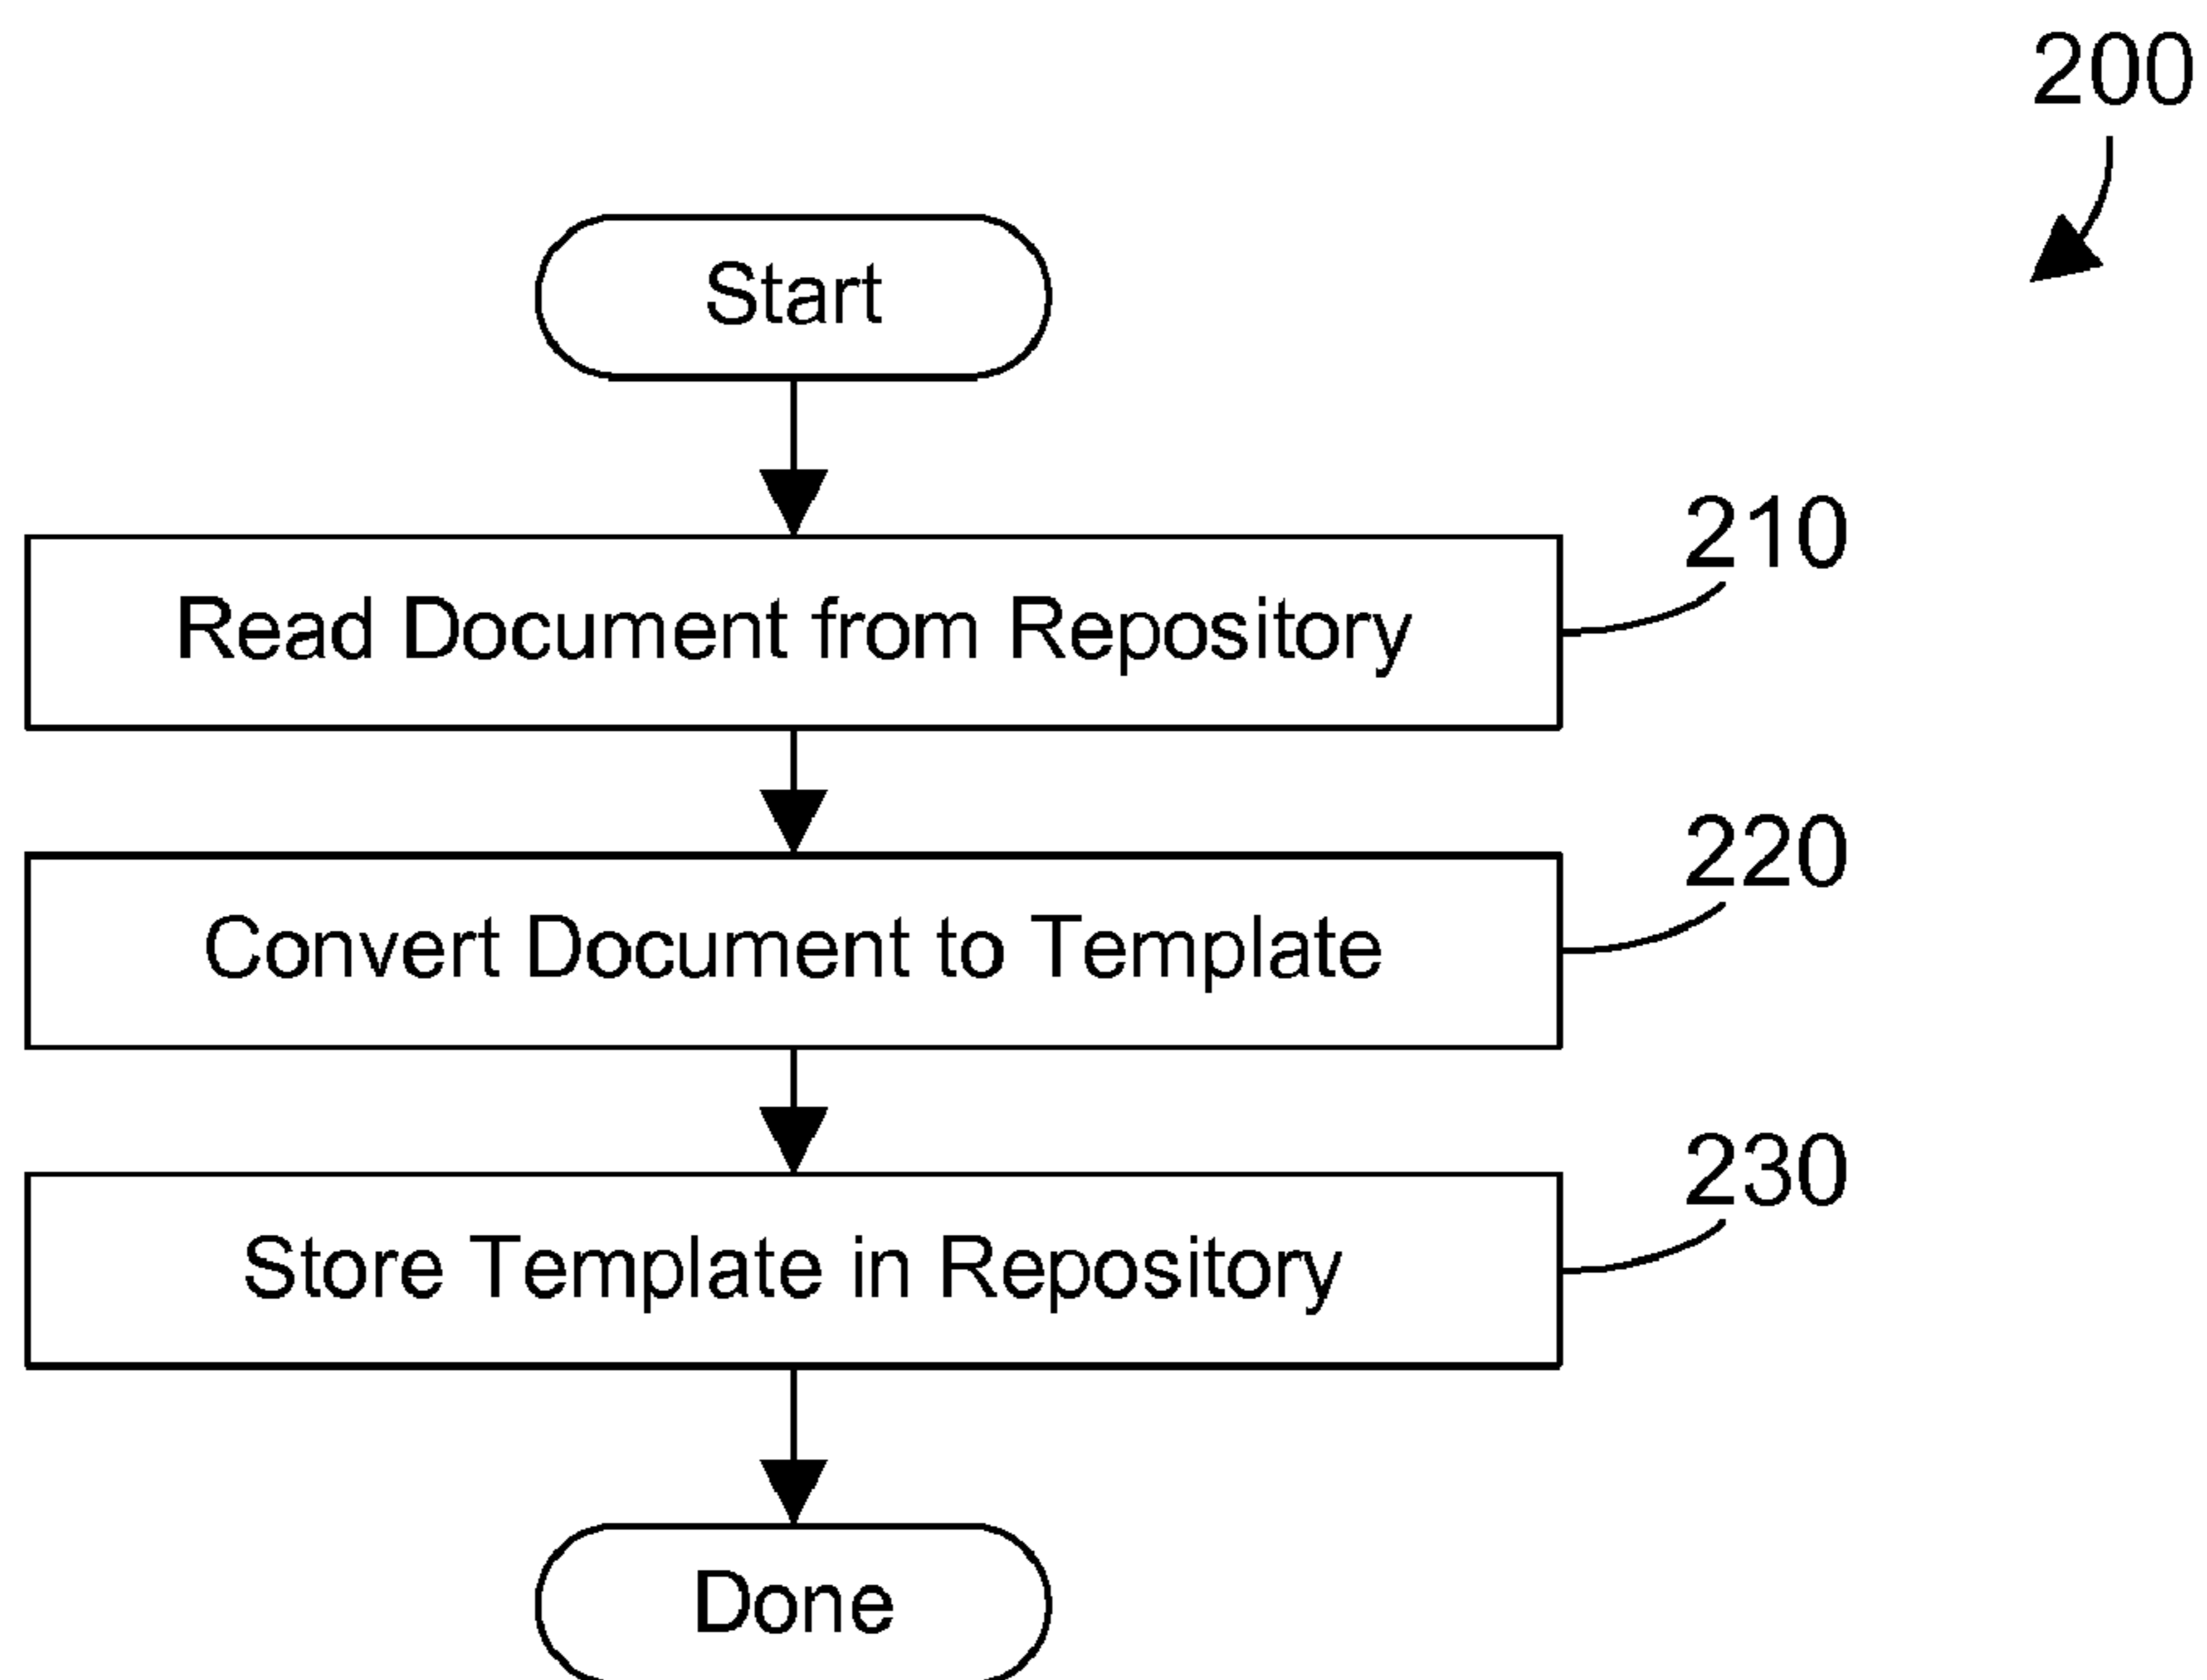 200
Start
210
Read Document from Repository
220
Convert Document to Template
230
Store Template in Repository
Done